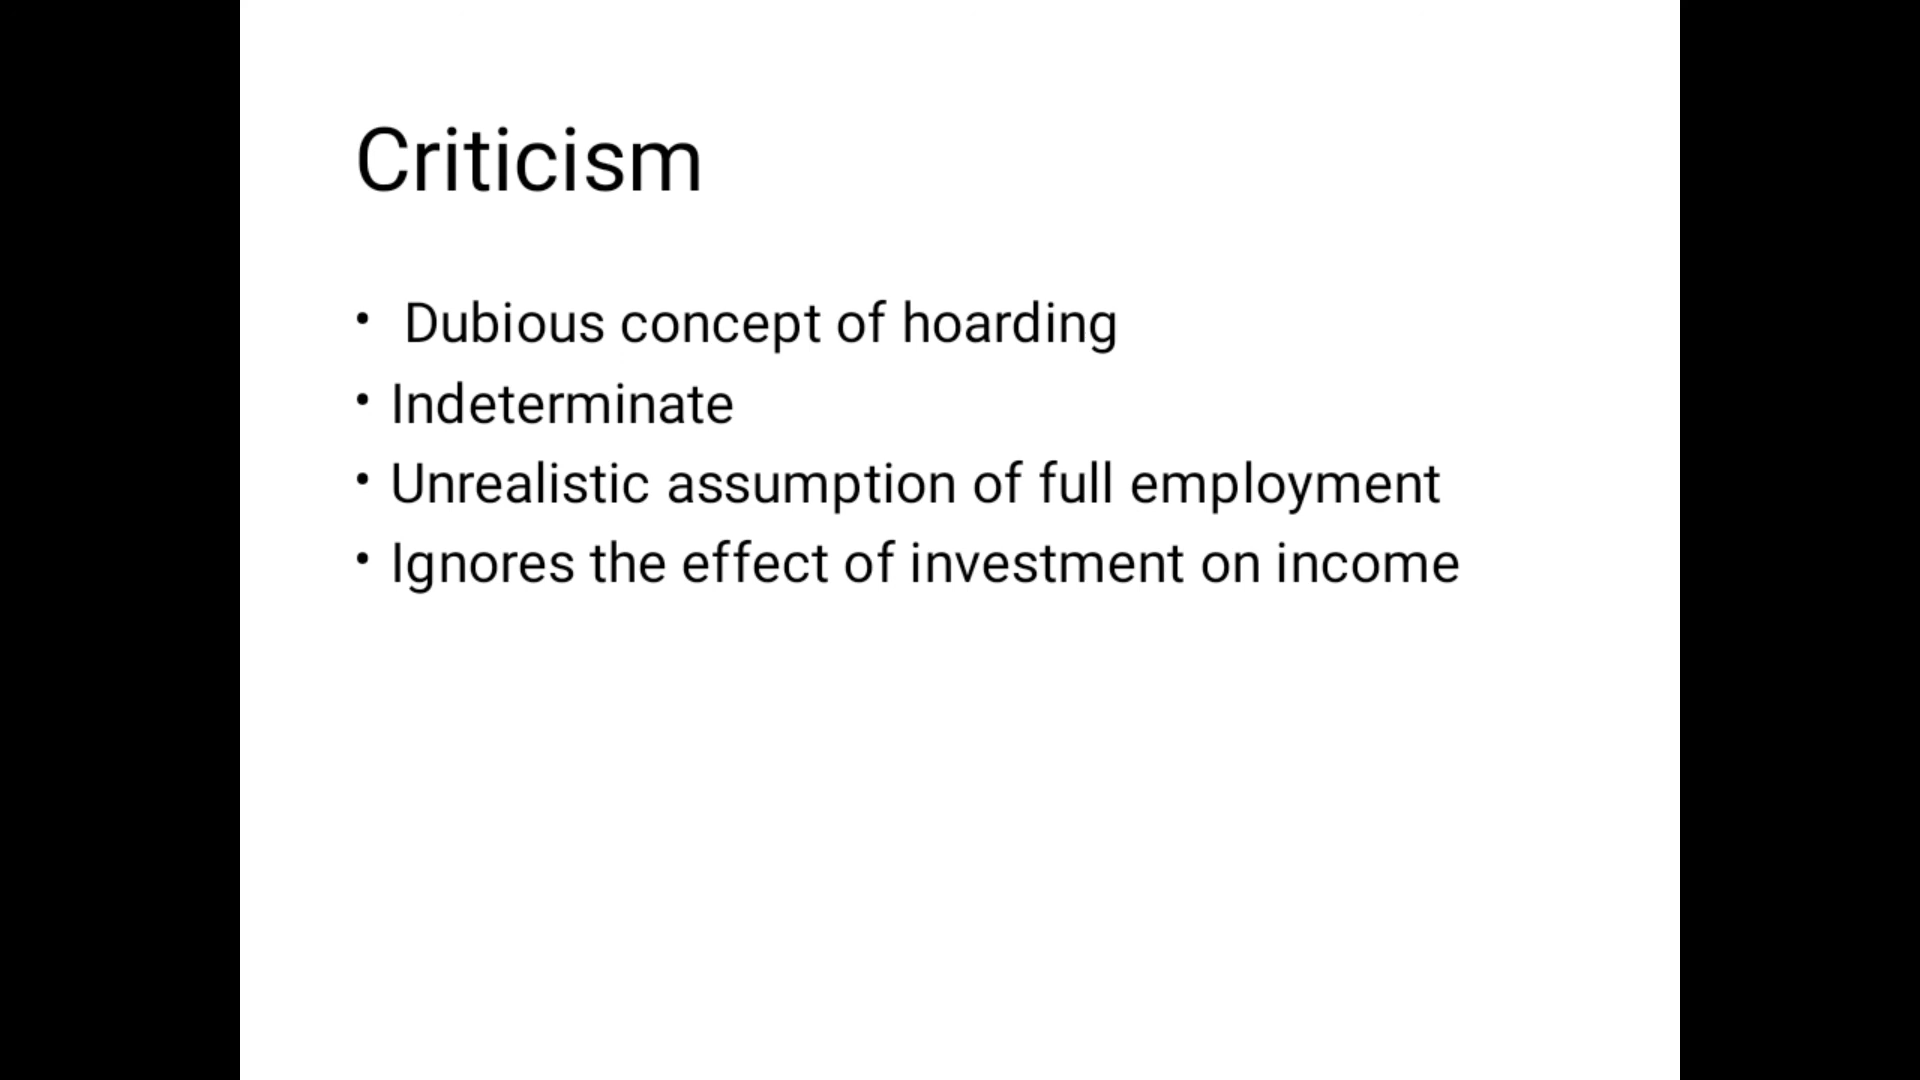 Criticism
• Dubious concept of hoarding
• Indeterminate
• Unrealistic assumption of full employment
• Ignores the effect of investment on income